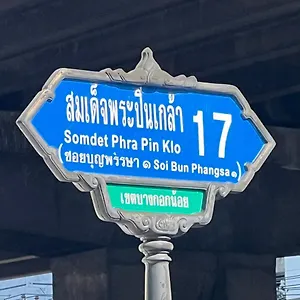 สมเด็จพระปิ่นเกล้า 17
Somdet Phra Pin Klo
(ซอยบุญพรรษา ๑ Soi Bun Phangsa ๑)
เขตบางกอกน้อย